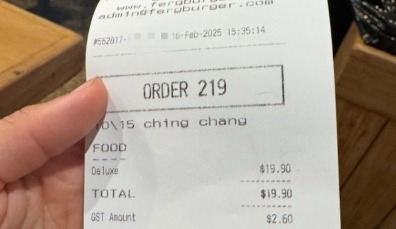 admin@fergburger.com
16-Feb-2025 15:35:14
ORDER 219
ching chang
FOOD
Deluxe $19.90
TOTAL $19.90
GST Amount $2.60